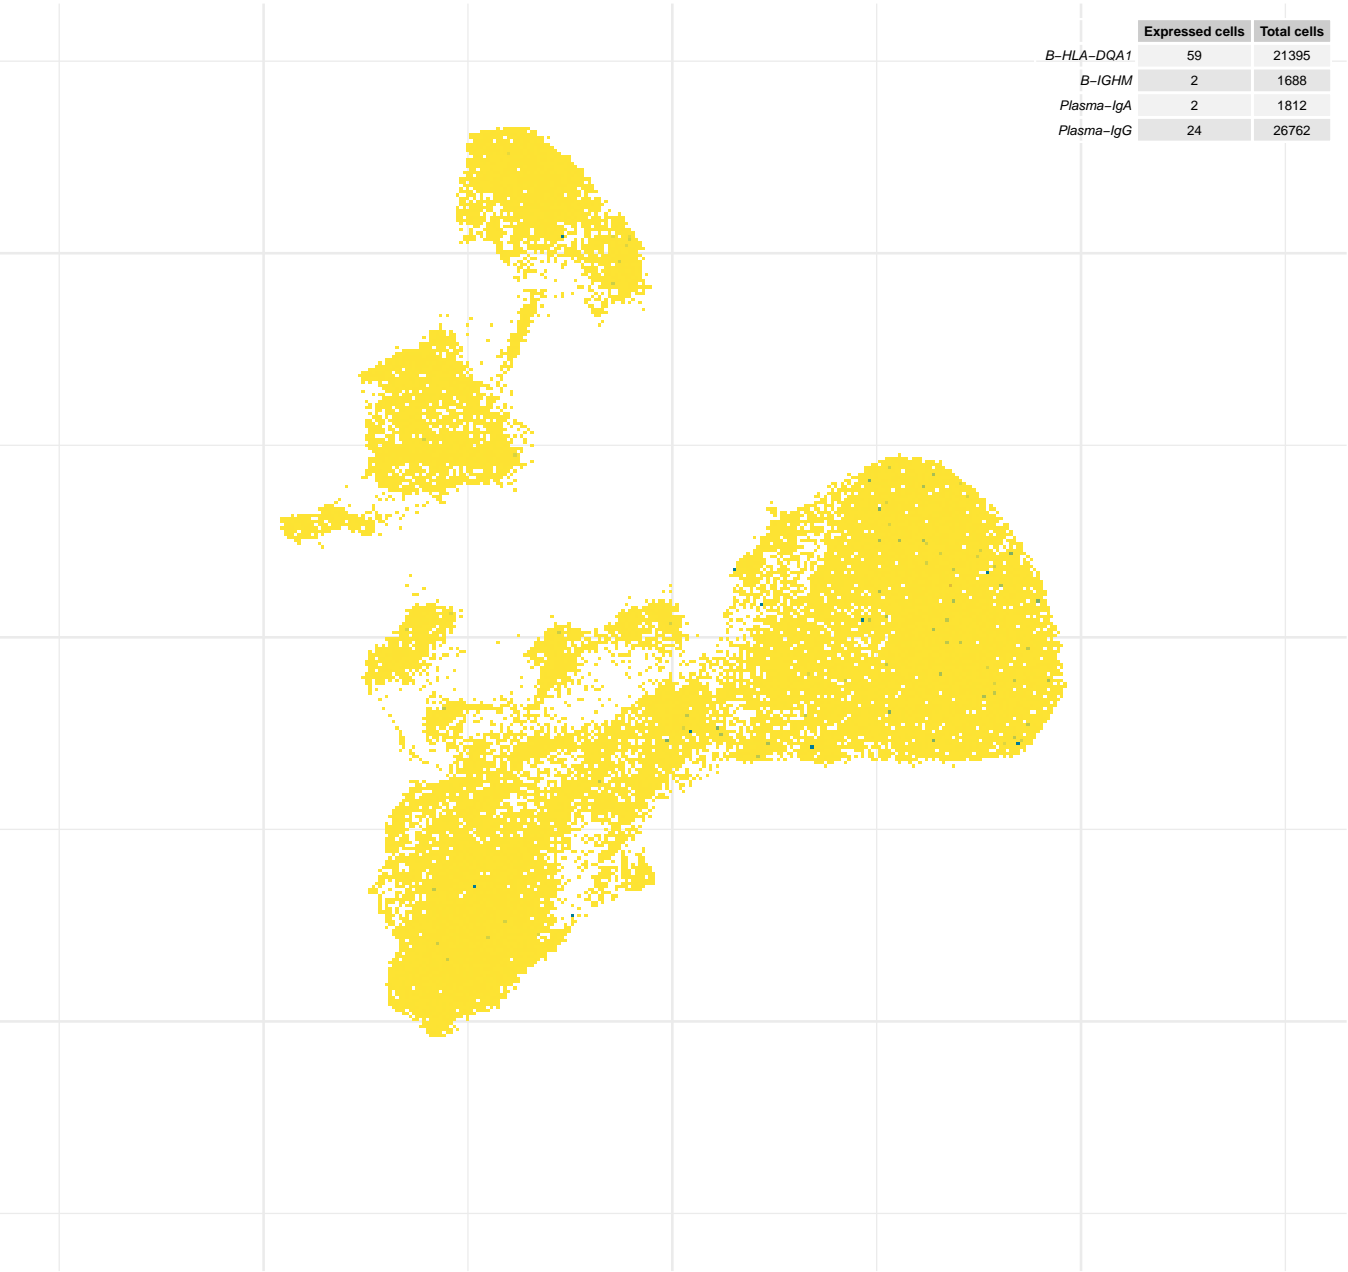 Expressed cells Total cells
B−HLA−DQA1 59 21395
B−IGHM 2 1688
Plasma−IgA 2 1812
Plasma−IgG 24 26762